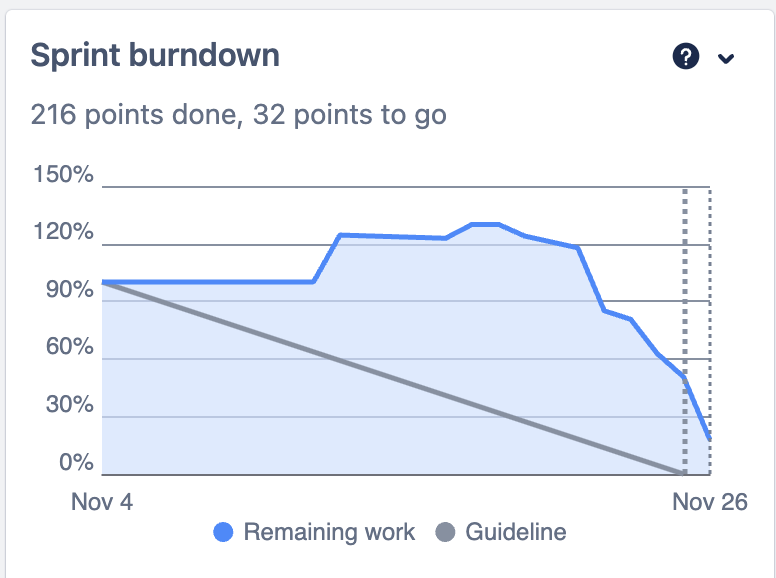 Sprint burndown
?
216 points done, 32 points to go
150%
120%
90%
60%
30%
0%
Nov 4
Nov 26
Remaining work
Guideline